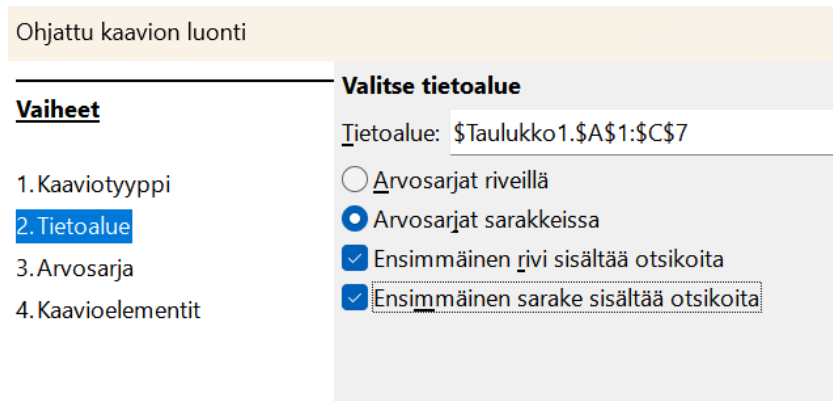 Ohjattu kaavion luonti
Vaiheet
1. Kaaviotyyppi
2. Tietoalue
3. Arvosarja
4. Kaavioelementit
Valitse tietoalue
Tietoalue: $Taulukko1.$A$1:$C$7
Arvosarjat riveillä
Arvosarjat sarakkeissa
Ensimmäinen rivi sisältää otsikoita
Ensimmäinen sarake sisältää otsikoita